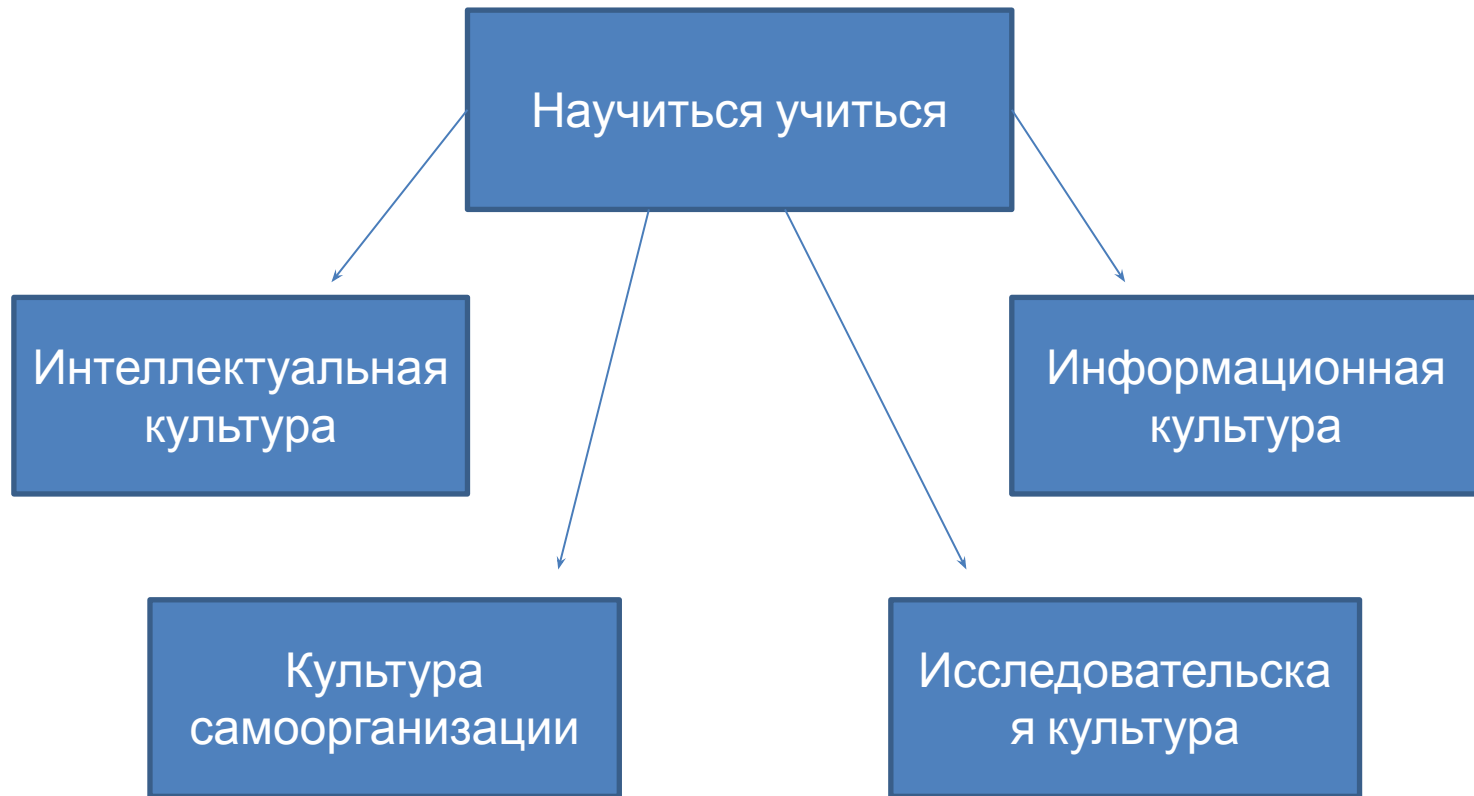 Научиться учиться
Интеллектуальная
культура
Информационная
культура
Культура
самоорганизации
Исследовательска
я культура